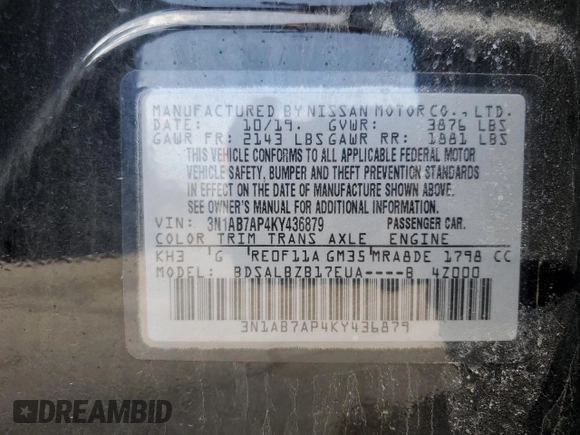 MANUFACTURED BY NISSAN MOTOR CO., LTD.
DATE: 10/19. GVWR: 3876 LBS
GAWR FR: 2143 LBS GAWR RR: 1881 LBS
THIS VEHICLE CONFORMS TO ALL APPLICABLE FEDERAL MOTOR
VEHICLE SAFETY, BUMPER AND THEFT PREVENTION STANDARDS
IN EFFECT ON THE DATE OF MANUFACTURE SHOWN ABOVE.
SEE OWNER'S MANUAL FOR ADDITIONAL INFORMATION.
VIN: 3N1AB7AP4KY436879 PASSENGER CAR.
COLOR TRIM TRANS AXLE ENGINE
KH3 G RE0F11A GM35 MRA8DE 1798 CC
MODEL: BDSALBZB17EUA----B 4Z000
3N1AB7AP4KY436879
DREAMBID